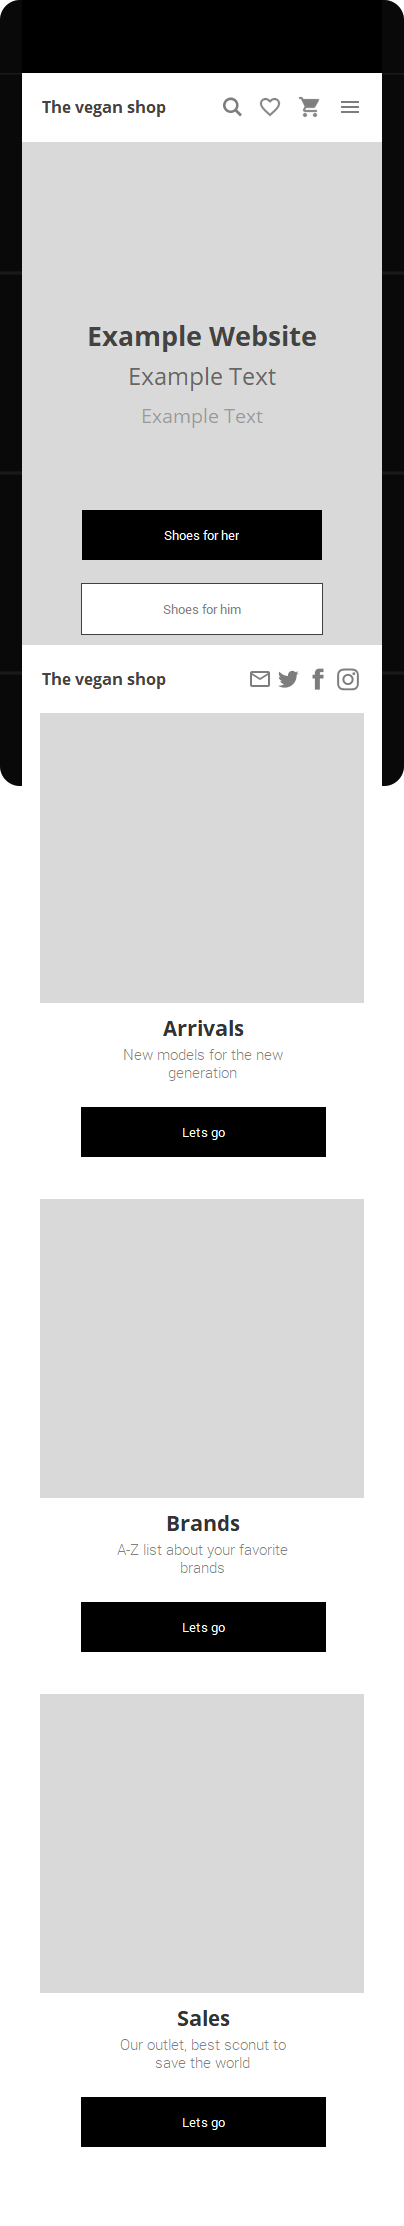 The vegan shop
Example Website
Example Text
Example Text
Shoes for her
Shoes for him
The vegan shop
Arrivals
New models for the new
generation
Lets go
Brands
A-Z list about your favorite
brands
Lets go
Sales
Our outlet, best sconut to
save the world
Lets go